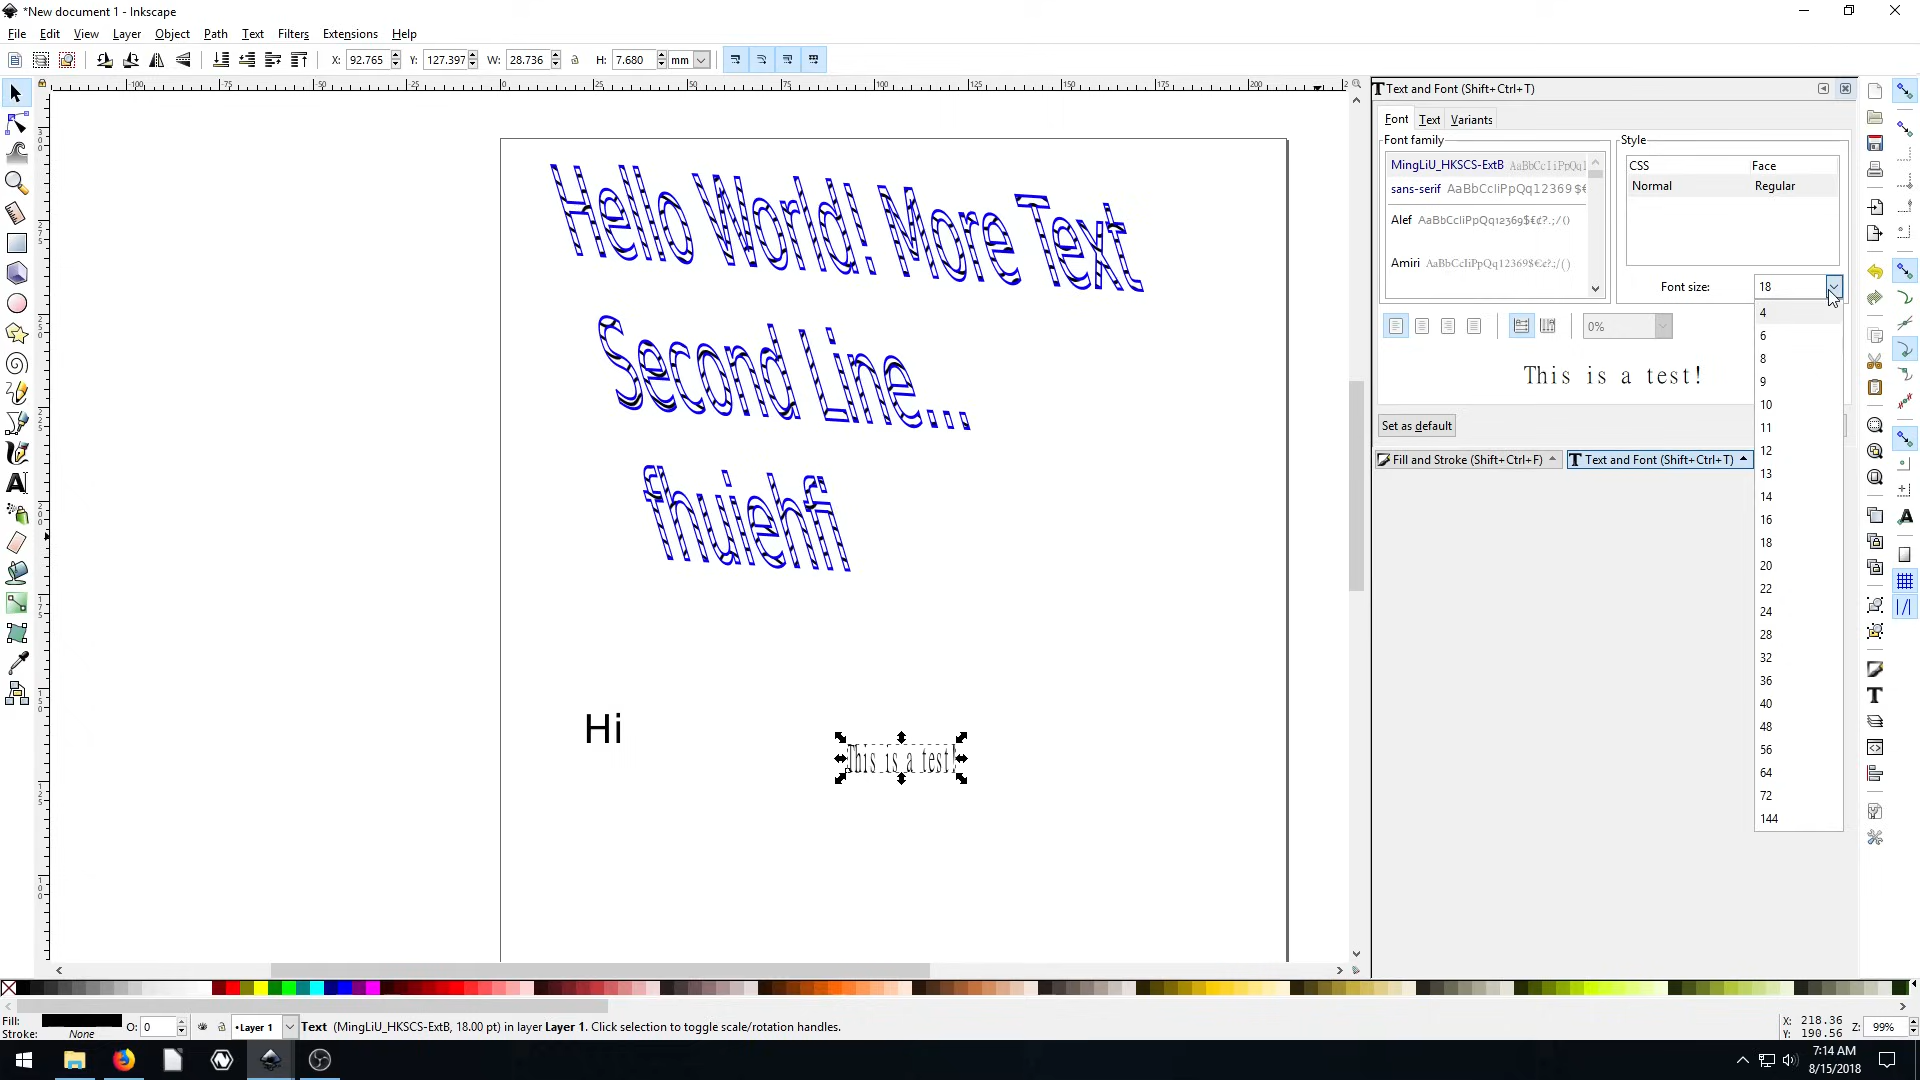 *New document 1 - Inkscape
File Edit View Layer Object Path Text Filters Extensions Help
X: 92.765 Y: 127.397 W: 28.736 H: 7.680 mm
Text and Font (Shift+Ctrl+T)
Font Text Variants
Font family
Style
MingLiU_HKSCS-ExtB AaBbCcIiPpQq1
CSS Face
sans-serif AaBbCcIiPpQq12369$€
Normal Regular
Alef AaBbCcIiPpQq12369$€¢?.;/()
Amiri AaBbCcIiPpQq12369$€¢?.;/()
Font size: 18
4
6
8
9
10
11
12
13
14
16
18
20
22
24
28
32
36
40
48
56
64
72
144
0%
This is a test!
Set as default
Fill and Stroke (Shift+Ctrl+F) Text and Font (Shift+Ctrl+T)
Hello World! More Text
Second Line...
fhuiehfi
Hi
This is a test!
Fill:
Stroke: None
O: 0
•Layer 1
Text (MingLiU_HKSCS-ExtB, 18.00 pt) in layer Layer 1. Click selection to toggle scale/rotation handles.
X: 218.36
Y: 190.56
Z: 99%
7:14 AM
8/15/2018